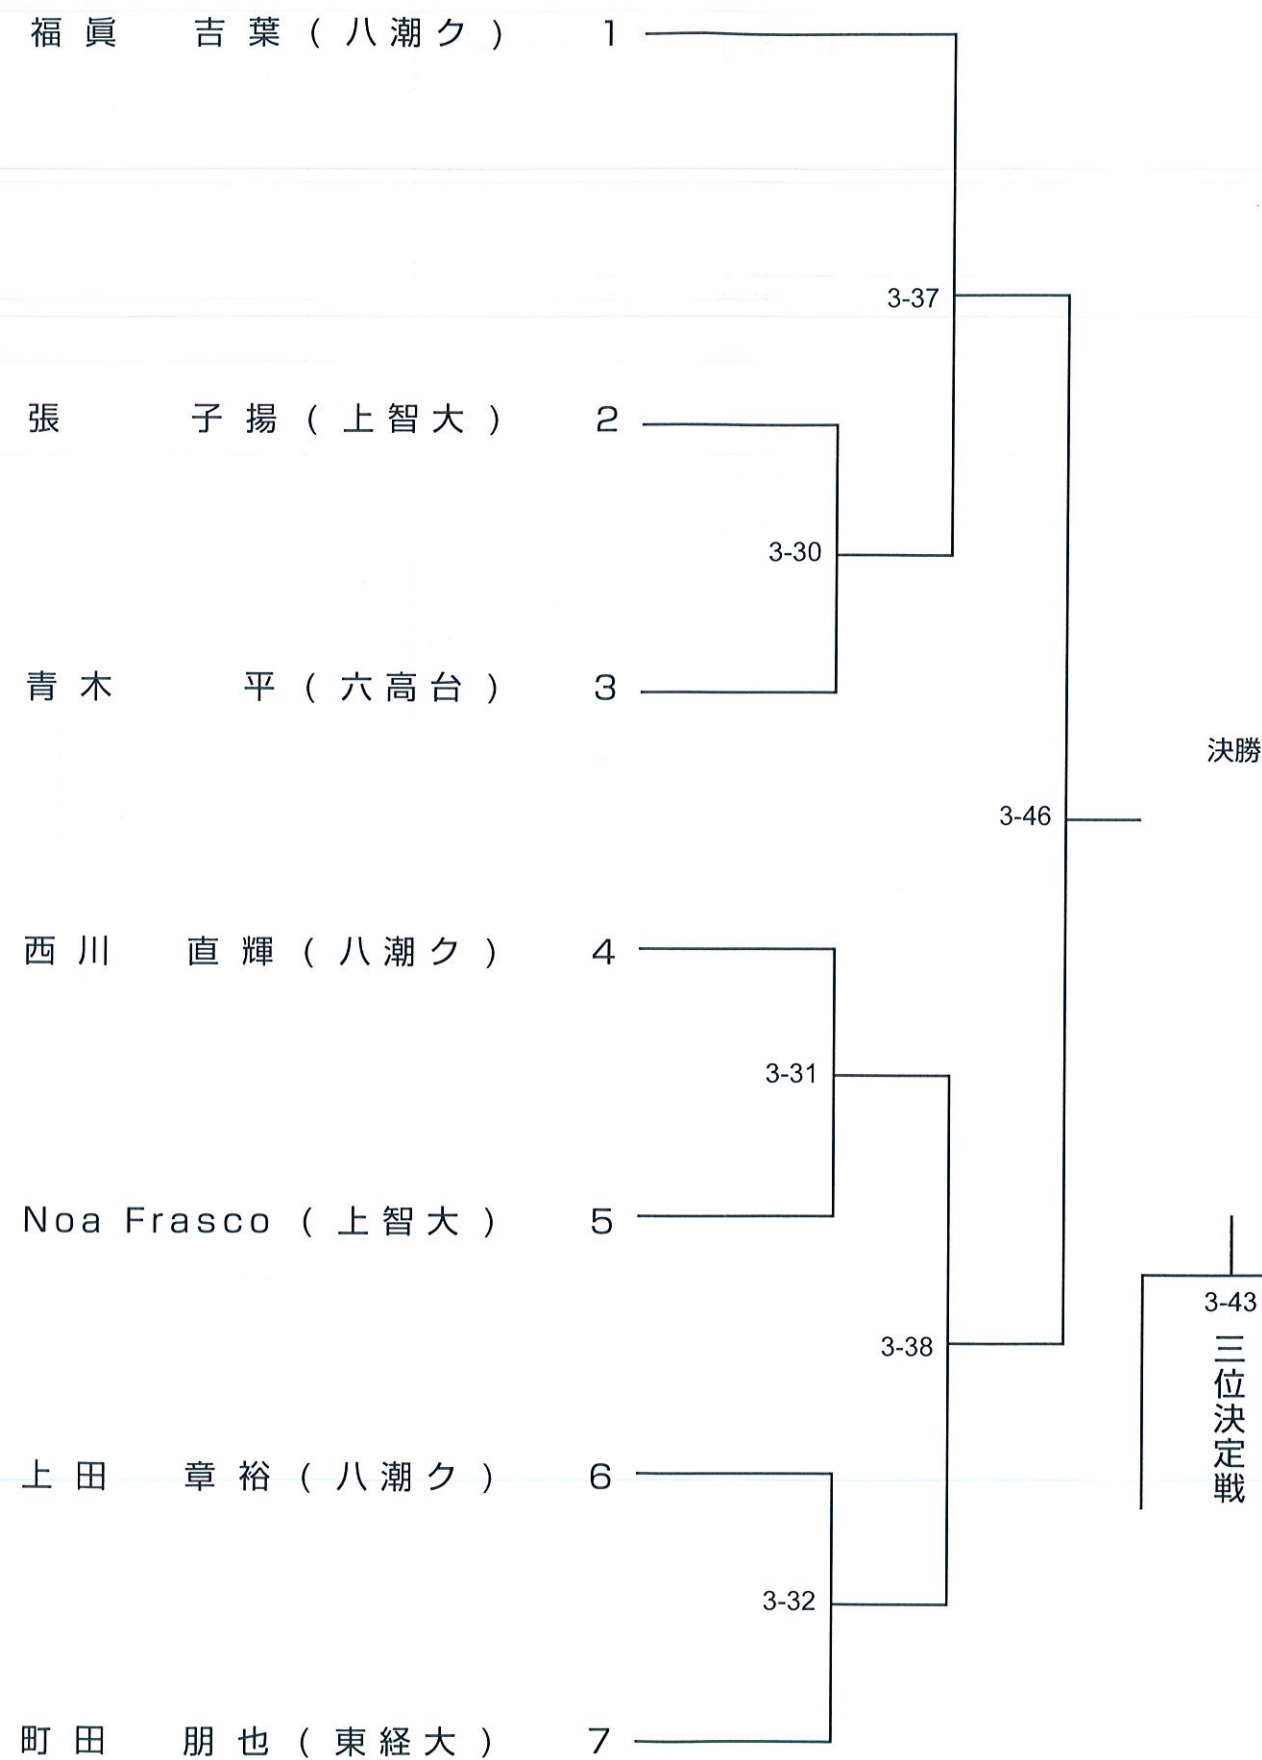 福眞 吉葉(八潮ク) 1
3-37
張 子揚(上智大) 2
3-30
青木 平(六高台) 3
決勝
3-46
西川 直輝(八潮ク) 4
3-31
Noa Frasco(上智大) 5
3-43
三位決定戦
3-38
上田 章裕(八潮ク) 6
3-32
町田 朋也(東経大) 7